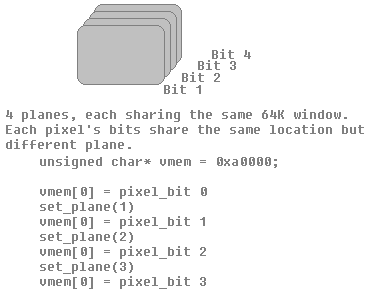 Bit 4
Bit 3
Bit 2
Bit 1
4 planes, each sharing the same 64K window.
Each pixel's bits share the same location but
different plane.
unsigned char* vmem = 0xa0000;
vmem[0] = pixel_bit 0
set_plane(1)
vmem[0] = pixel_bit 1
set_plane(2)
vmem[0] = pixel_bit 2
set_plane(3)
vmem[0] = pixel_bit 3